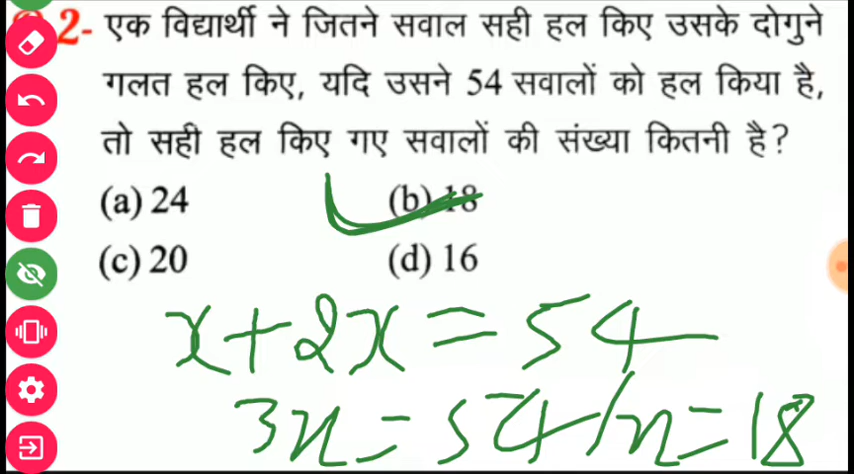 2- एक विद्यार्थी ने जितने सवाल सही हल किए उसके दोगुने
गलत हल किए, यदि उसने 54 सवालों को हल किया है,
तो सही हल किए गए सवालों की संख्या कितनी है?
(a) 24 (b) 18
(c) 20 (d) 16
x+2x=54
3x=54/x=18